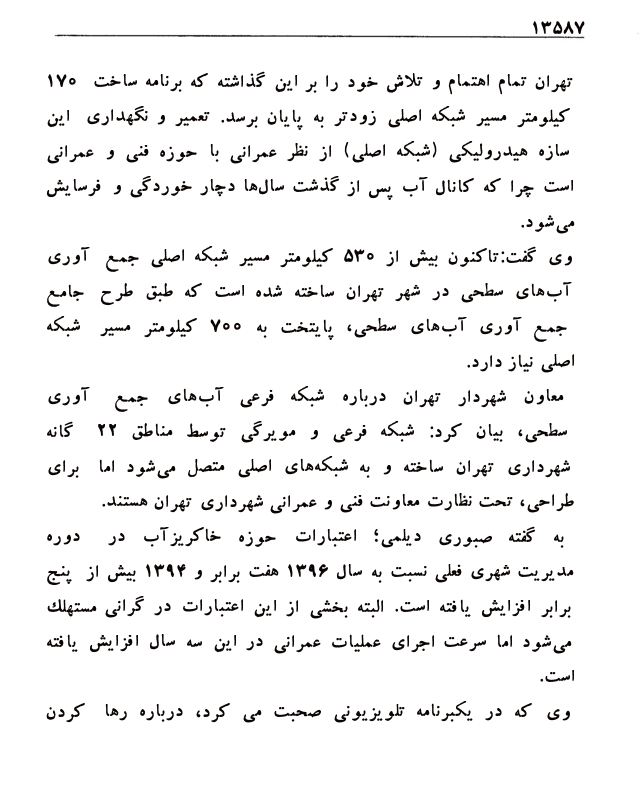 ۱۳۵۸۷
تهران تمام اهتمام و تلاش خود را بر این گذاشته که برنامه ساخت ۱۷۰
کیلومتر مسیر شبکه اصلی زودتر به پایان برسد. تعمیر و نگهداری این
سازه هیدرولیکی (شبکه اصلی) از نظر عمرانی با حوزه فنی و عمرانی
است چرا که کانال آب پس از گذشت سال‌ها دچار خوردگی و فرسایش
می‌شود.
وی گفت:تاکنون بیش از ۵۳۰ کیلومتر مسیر شبکه اصلی جمع آوری
آب‌های سطحی در شهر تهران ساخته شده است که طبق طرح جامع
جمع آوری آب‌های سطحی، پایتخت به ۷۰۰ کیلومتر مسیر شبکه
اصلی نیاز دارد.
معاون شهردار تهران درباره شبکه فرعی آب‌های جمع آوری
سطحی، بیان کرد: شبکه فرعی و مویرگی توسط مناطق ۲۲ گانه
شهرداری تهران ساخته و به شبکه‌های اصلی متصل می‌شود اما برای
طراحی، تحت نظارت معاونت فنی و عمرانی شهرداری تهران هستند.
به گفته صبوری دیلمی؛ اعتبارات حوزه خاکریزآب در دوره
مدیریت شهری فعلی نسبت به سال ۱۳۹۶ هفت برابر و ۱۳۹۴ بیش از پنج
برابر افزایش یافته است. البته بخشی از این اعتبارات در گرانی مستهلك
می‌شود اما سرعت اجرای عملیات عمرانی در این سه سال افزایش یافته
است.
وی که در یکبرنامه تلویزیونی صحبت می کرد، درباره رها کردن